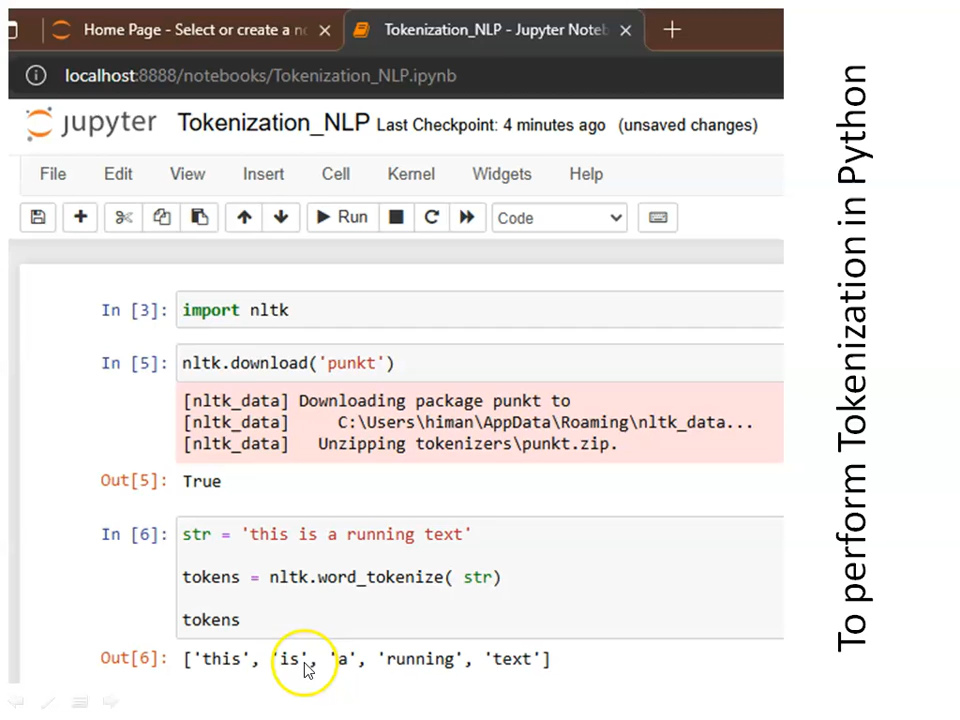 Home Page - Select or create a n
Tokenization_NLP - Jupyter Noteb
localhost:8888/notebooks/Tokenization_NLP.ipynb
jupyter Tokenization_NLP Last Checkpoint: 4 minutes ago (unsaved changes)
File Edit View Insert Cell Kernel Widgets Help
Run Code
In [3]: import nltk
In [5]: nltk.download('punkt')
[nltk_data] Downloading package punkt to
[nltk_data]     C:\Users\himan\AppData\Roaming\nltk_data...
[nltk_data]   Unzipping tokenizers\punkt.zip.
Out[5]: True
In [6]: str = 'this is a running text'
tokens = nltk.word_tokenize( str)
tokens
Out[6]: ['this', 'is', 'a', 'running', 'text']
To perform Tokenization in Python